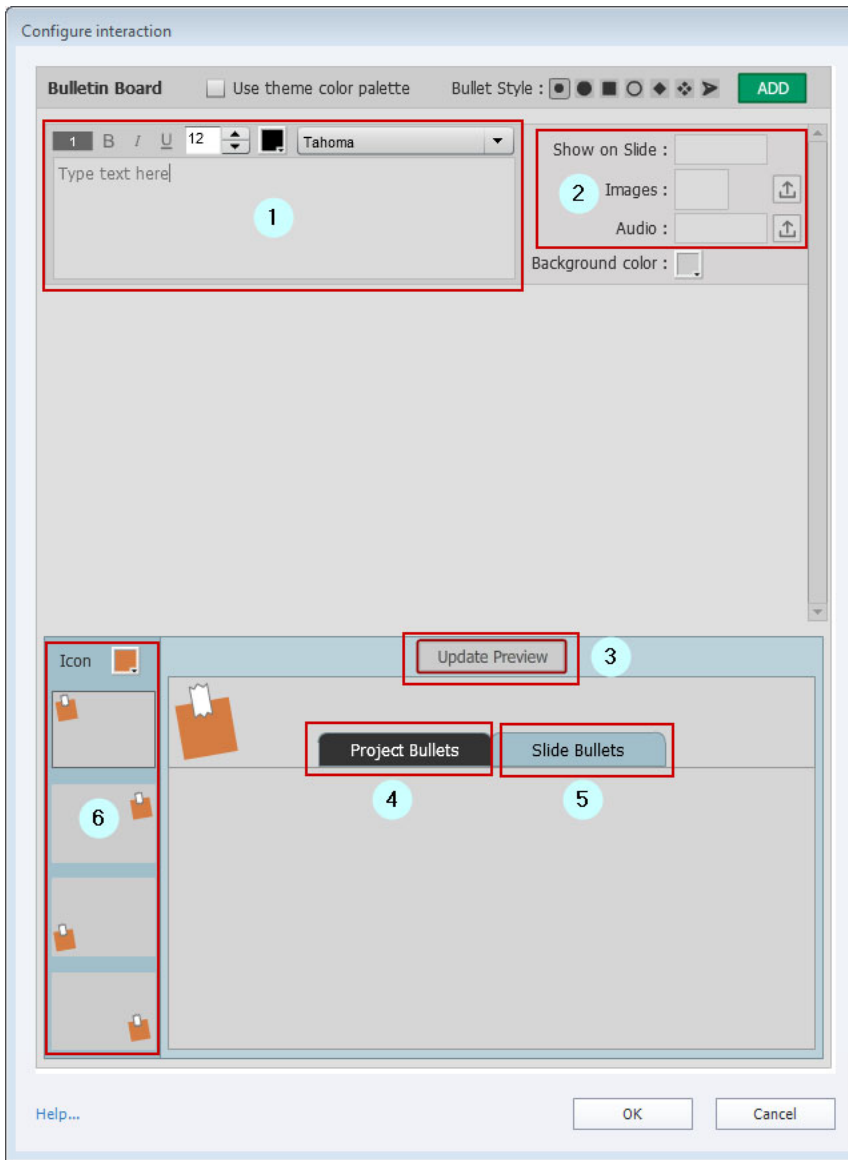 Configure interaction
Bulletin Board Use theme color palette Bullet Style : ADD
1 B I U 12 Tahoma
Type text here
1
Show on Slide :
2 Images :
Audio :
Background color :
Icon
Update Preview 3
Project Bullets Slide Bullets
4 5
6
Help... OK Cancel